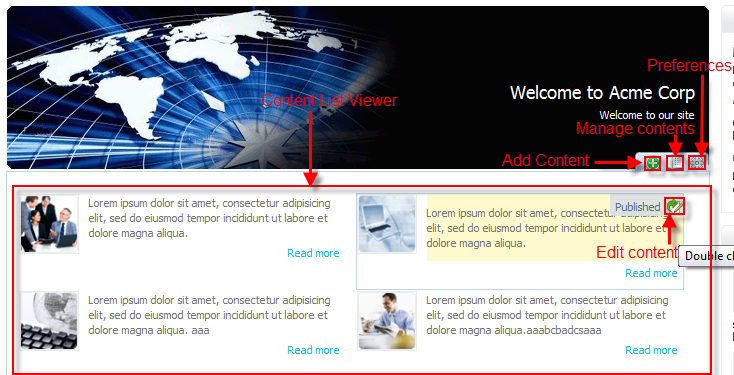 Preferences
Welcome to Acme Corp
Content List Viewer
Welcome to our site
Manage contents
Add Content
Lorem ipsum dolor sit amet, consectetur adipisicing
elit, sed do eiusmod tempor incididunt ut labore et
dolore magna aliqua.
Read more
Published
Lorem ipsum dolor sit amet, consectetur adipisicing
elit, sed do eiusmod tempor incididunt ut labore et
dolore magna aliqua.
Edit content
Double cl
Read more
Lorem ipsum dolor sit amet, consectetur adipisicing
elit, sed do eiusmod tempor incididunt ut labore et
dolore magna aliqua. aaa
Read more
Lorem ipsum dolor sit amet, consectetur adipisicing
elit, sed do eiusmod tempor incididunt ut labore et
dolore magna aliqua.aaabcbadcsaaa
Read more